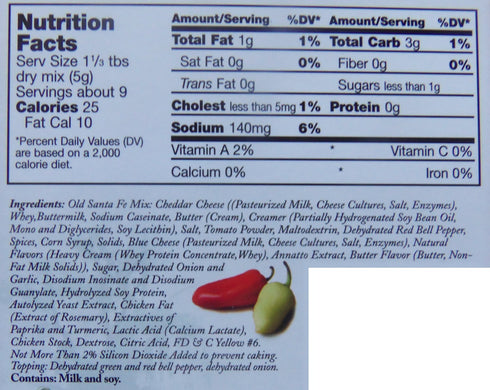 Nutrition
Facts
Serv Size 1 1/3 tbs
dry mix (5g)
Servings about 9
Calories 25
Fat Cal 10
*Percent Daily Values (DV)
are based on a 2,000
calorie diet.
Amount/Serving %DV* Amount/Serving %DV*
Total Fat 1g 1% Total Carb 3g 1%
Sat Fat 0g 0% Fiber 0g 0%
Trans Fat 0g Sugars less than 1g
Cholest less than 5mg 1% Protein 0g
Sodium 140mg 6%
Vitamin A 2% * Vitamin C 0%
Calcium 0% * Iron 0%
Ingredients: Old Santa Fe Mix: Cheddar Cheese ((Pasteurized Milk, Cheese Cultures, Salt, Enzymes),
Whey,Buttermilk, Sodium Caseinate, Butter (Cream), Creamer (Partially Hydrogenated Soy Bean Oil,
Mono and Diglycerides, Soy Lecithin), Salt, Tomato Powder, Maltodextrin, Dehydrated Red Bell Pepper,
Spices, Corn Syrup, Solids, Blue Cheese (Pasteurized Milk, Cheese Cultures, Salt, Enzymes), Natural
Flavors (Heavy Cream (Whey Protein Concentrate,Whey), Annatto Extract, Butter Flavor (Butter, Non-
Fat Milk Solids)), Sugar, Dehydrated Onion and
Garlic, Disodium Inosinate and Disodium
Guanylate, Hydrolyzed Soy Protein,
Autolyzed Yeast Extract, Chicken Fat
(Extract of Rosemary), Extractives of
Paprika and Turmeric, Lactic Acid (Calcium Lactate),
Chicken Stock, Dextrose, Citric Acid, FD & C Yellow #6.
Not More Than 2% Silicon Dioxide Added to prevent caking.
Topping: Dehydrated green and red bell pepper, dehydrated onion.
Contains: Milk and soy.